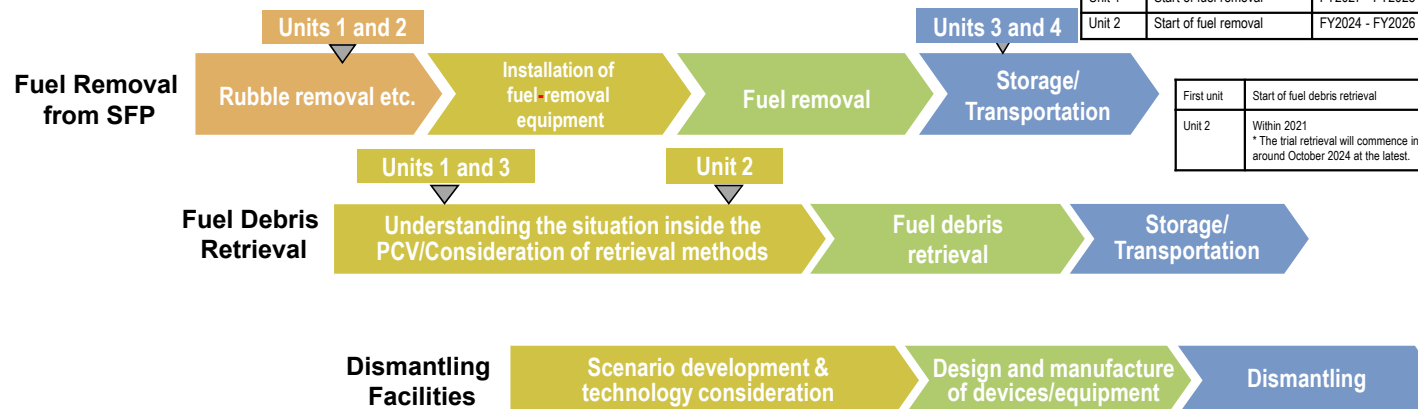 Units 1 and 2
Units 3 and 4
Start of fuel removal
Unit 2 Start of fuel removal FY2024 - FY2026
Fuel Removal
from SFP
Rubble removal etc.
Installation of
fuel-removal
equipment
Fuel removal
Storage/
Transportation
First unit Start of fuel debris retrieval
Unit 2 Within 2021
* The trial retrieval will commence in
around October 2024 at the latest.
Units 1 and 3
Unit 2
Fuel Debris
Retrieval
Understanding the situation inside the
PCV/Consideration of retrieval methods
Fuel debris
retrieval
Storage/
Transportation
Dismantling
Facilities
Scenario development &
technology consideration
Design and manufacture
of devices/equipment
Dismantling